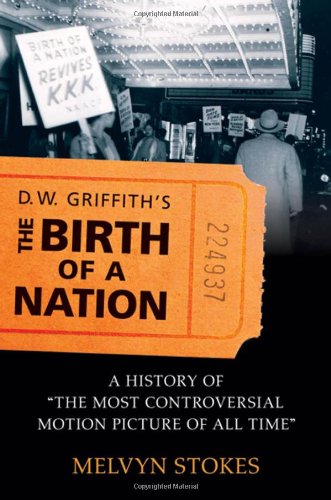 BIRTH OF
A NATION
REVIVES
K.K.K.
N.A.A.C.P.
D.W. GRIFFITH'S
THE BIRTH
OF A
NATION
224937
A HISTORY OF
"THE MOST CONTROVERSIAL
MOTION PICTURE OF ALL TIME"
MELVYN STOKES